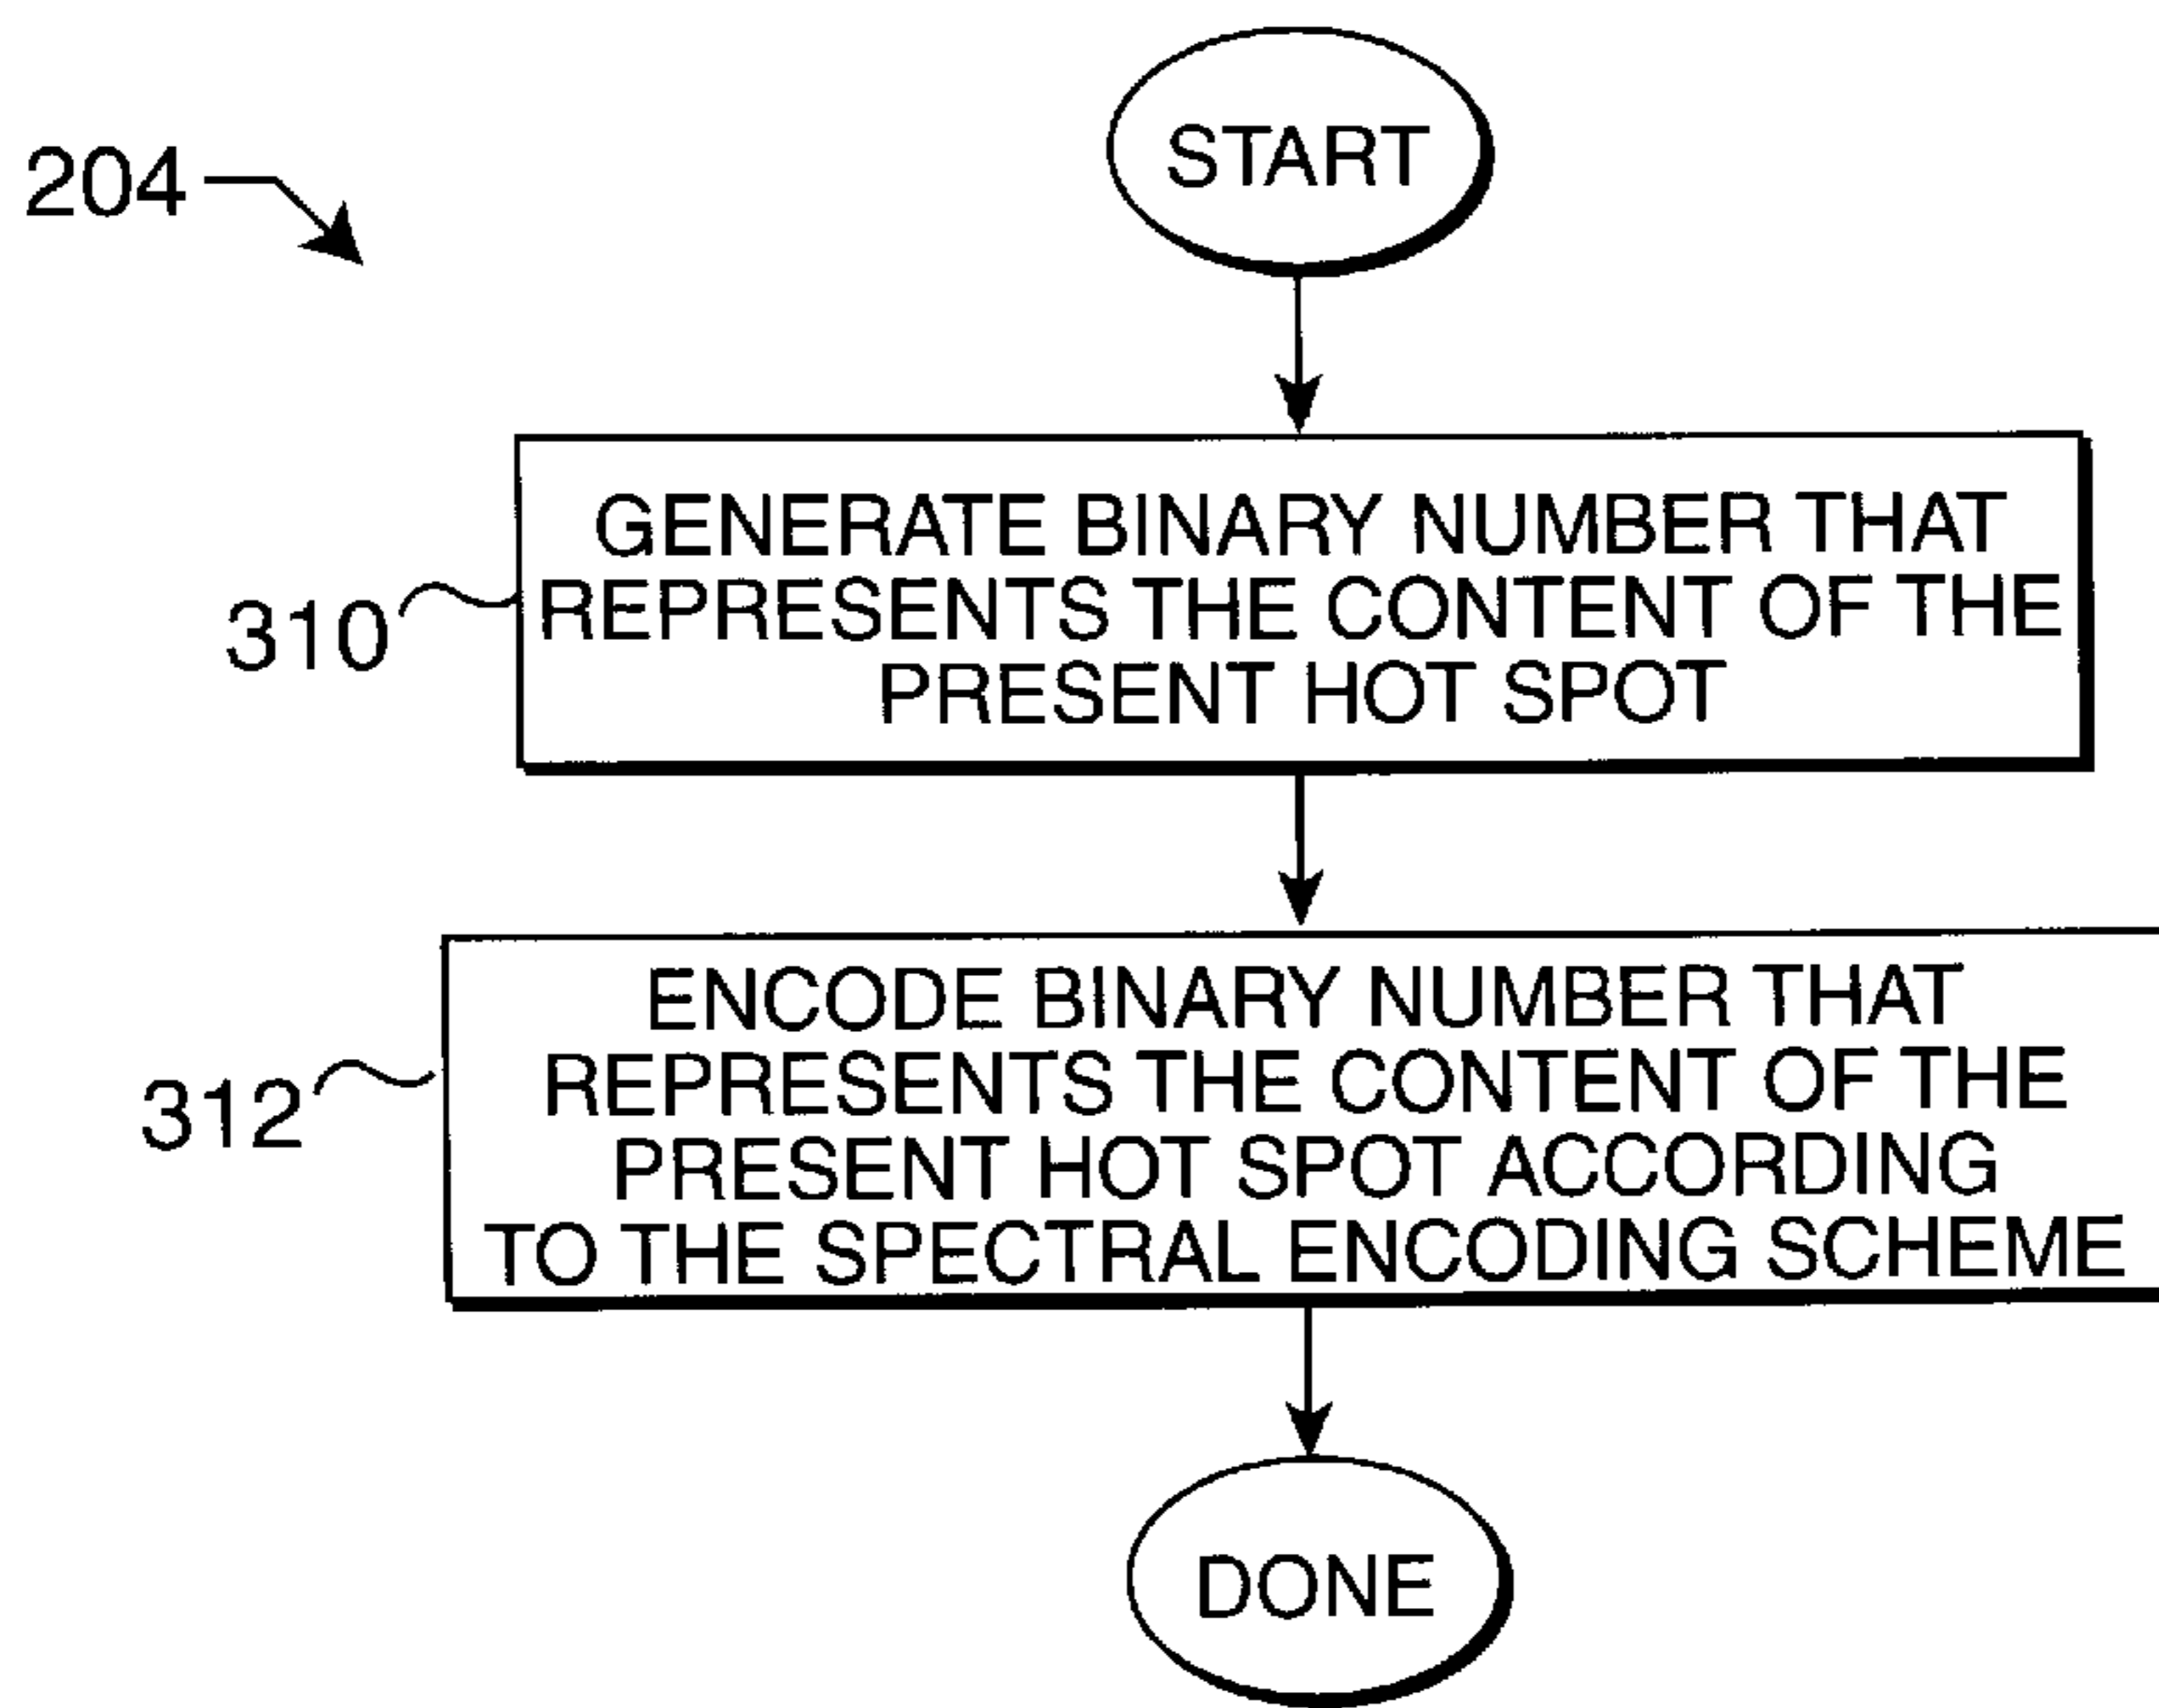 START
204
GENERATE BINARY NUMBER THAT
REPRESENTS THE CONTENT OF THE
PRESENT HOT SPOT
310
ENCODE BINARY NUMBER THAT
REPRESENTS THE CONTENT OF THE
PRESENT HOT SPOT ACCORDING
TO THE SPECTRAL ENCODING SCHEME
312
DONE